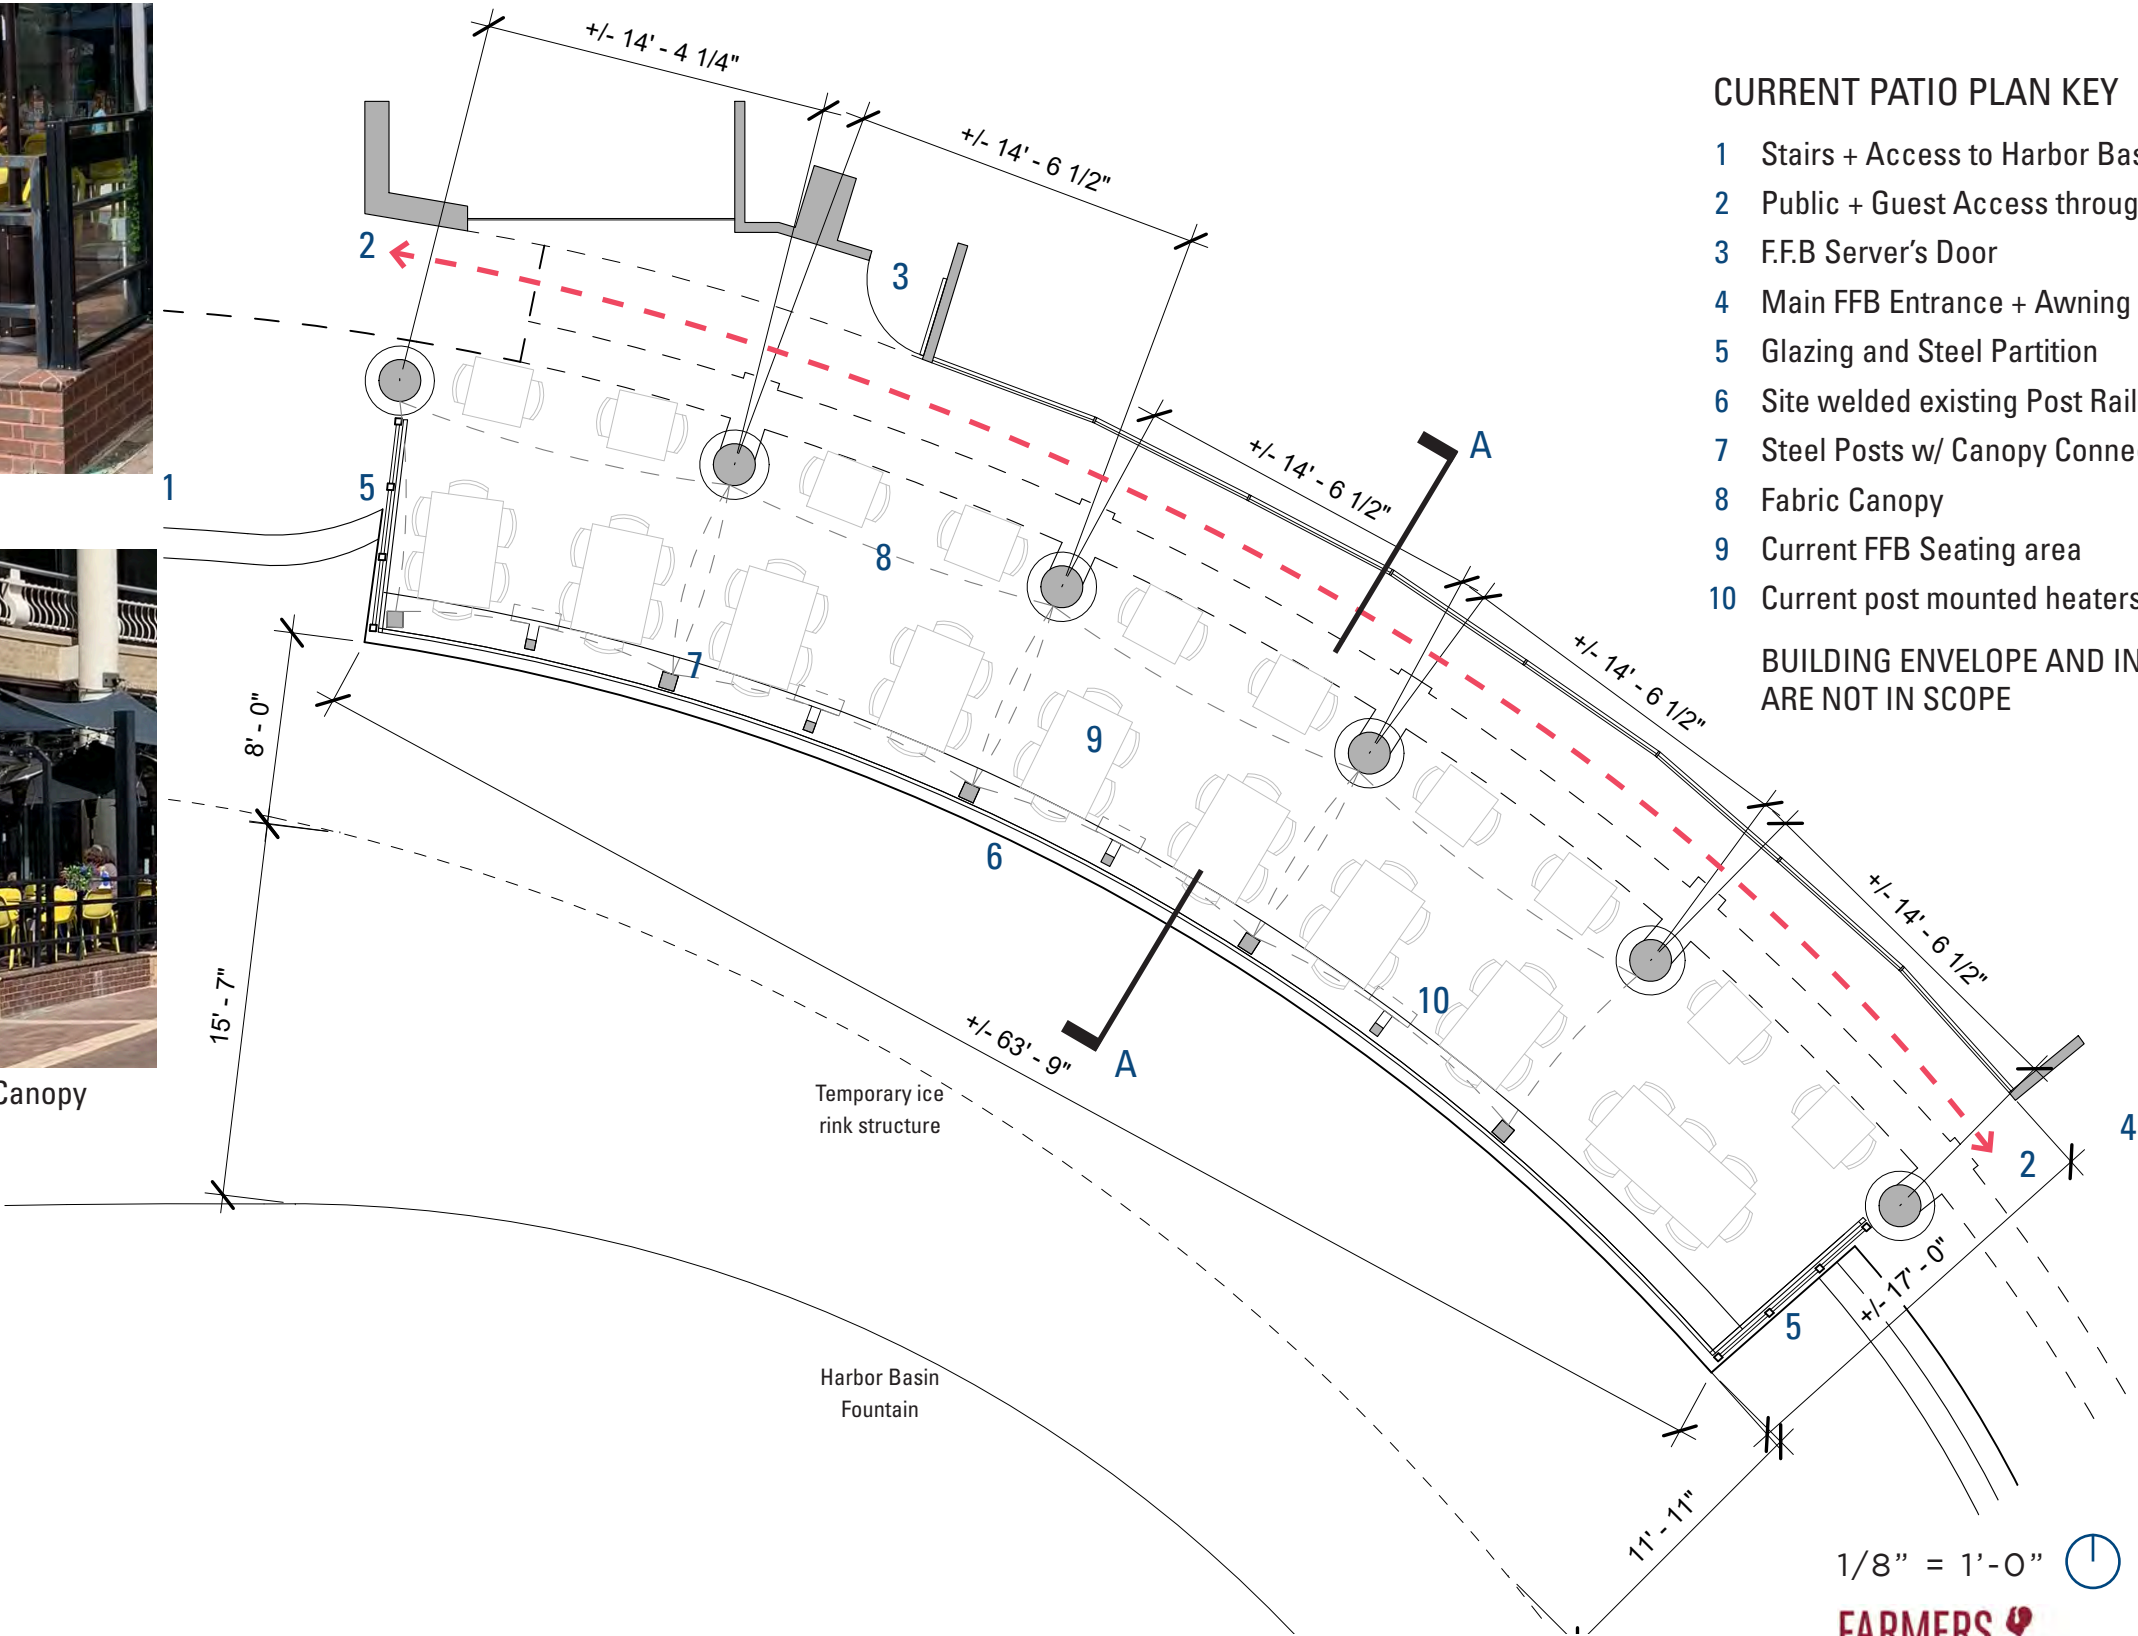 +/- 14' - 4 1/4"
+/- 14' - 6 1/2"
+/- 14' - 6 1/2"
+/- 14' - 6 1/2"
+/- 14' - 6 1/2"
CURRENT PATIO PLAN KEY
1 Stairs + Access to Harbor Bas
2 Public + Guest Access throug
3 F.F.B Server's Door
4 Main FFB Entrance + Awning
5 Glazing and Steel Partition
6 Site welded existing Post Rail
7 Steel Posts w/ Canopy Conne
8 Fabric Canopy
9 Current FFB Seating area
10 Current post mounted heaters
BUILDING ENVELOPE AND IN
ARE NOT IN SCOPE
2
3
A
1
5
8
7
9
6
10
A
4
2
5
8' - 0"
15' - 7"
+/- 63' - 9"
+/- 17' - 0"
11' - 11"
Canopy
Temporary ice
rink structure
Harbor Basin
Fountain
1/8” = 1’-0”
FARMERS